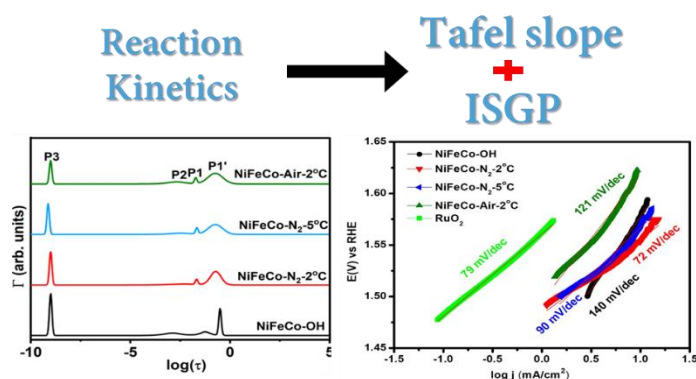 Reaction
Kinetics
Tafel slope
+
ISGP
P3
P2
P1
P1'
NiFeCo-Air-2°C
NiFeCo-N₂-5°C
NiFeCo-N₂-2°C
NiFeCo-OH
Γ (arb. units)
-10
-5
0
5
log(τ)
1.65
1.60
1.55
1.50
1.45
E(V) vs RHE
NiFeCo-OH
NiFeCo-N₂-2°C
NiFeCo-N₂-5°C
NiFeCo-Air-2°C
RuO₂
121 mV/dec
79 mV/dec
72 mV/dec
90 mV/dec
140 mV/dec
-1.5
-1.0
-0.5
0.0
0.5
1.0
1.5
log j (mA/cm²)